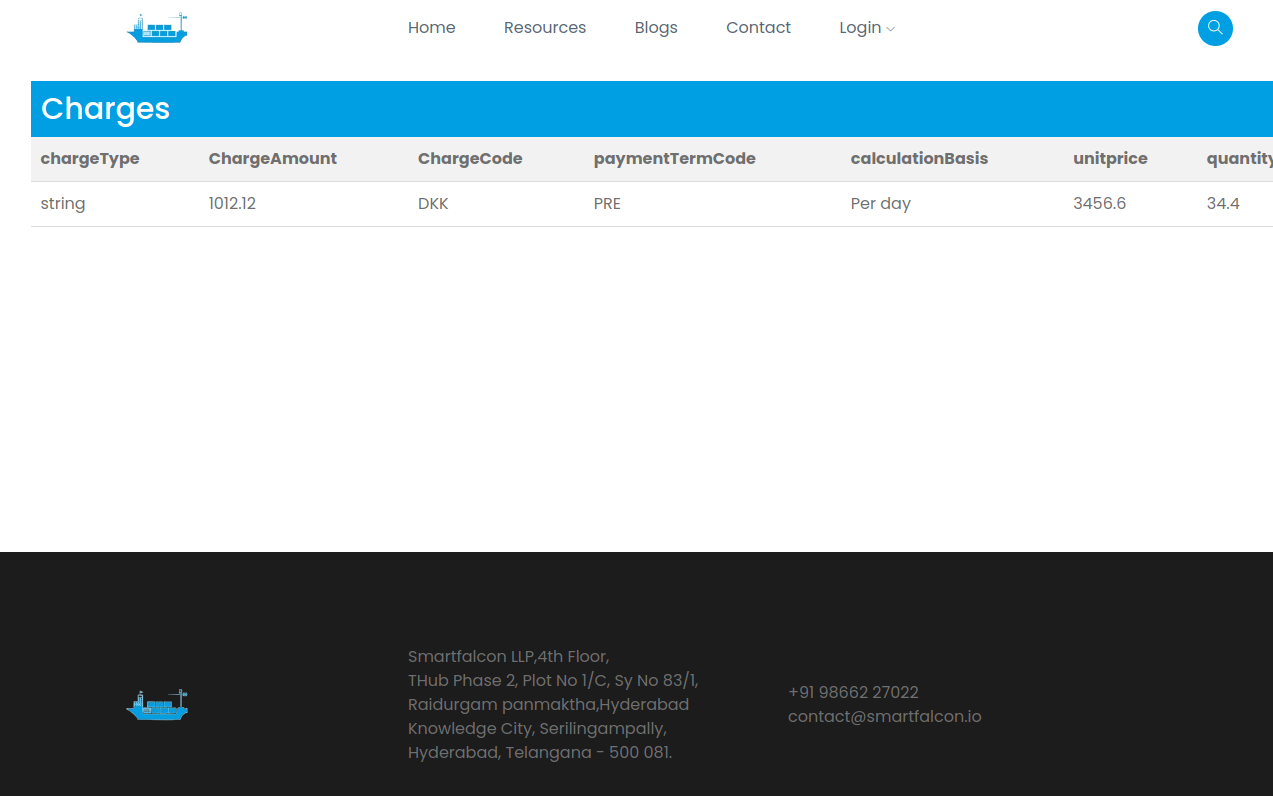 Home Resources Blogs Contact Login
Charges
chargeType ChargeAmount ChargeCode paymentTermCode calculationBasis unitprice quantity
string 1012.12 DKK PRE Per day 3456.6 34.4
Smartfalcon LLP,4th Floor,
THub Phase 2, Plot No 1/C, Sy No 83/1,
Raidurgam panmaktha,Hyderabad
Knowledge City, Serilingampally,
Hyderabad, Telangana - 500 081.
+91 98662 27022
contact@smartfalcon.io